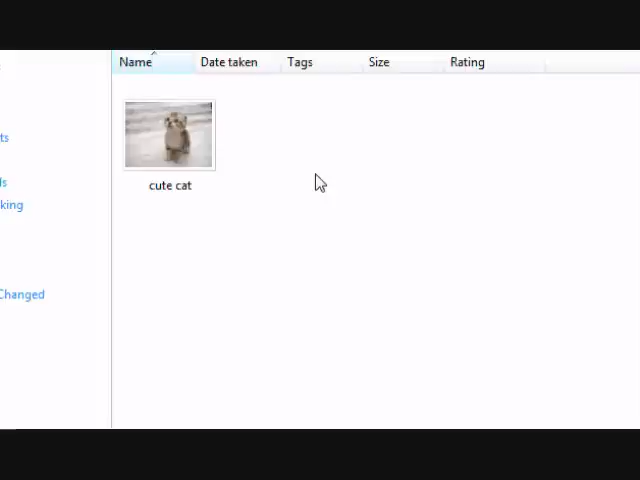 Name Date taken Tags Size Rating
cute cat
ts
ds
king
Changed